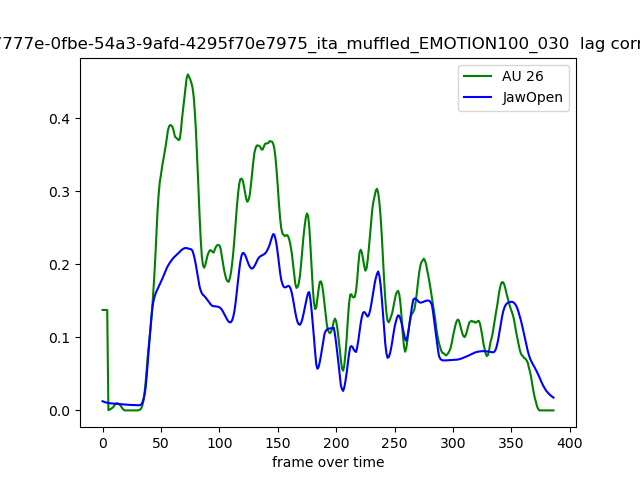 7777e-0fbe-54a3-9afd-4295f70e7975_ita_muffled_EMOTION100_030 lag corr
AU 26
JawOpen
0.4
0.3
0.2
0.1
0.0
0 50 100 150 200 250 300 350 400
frame over time